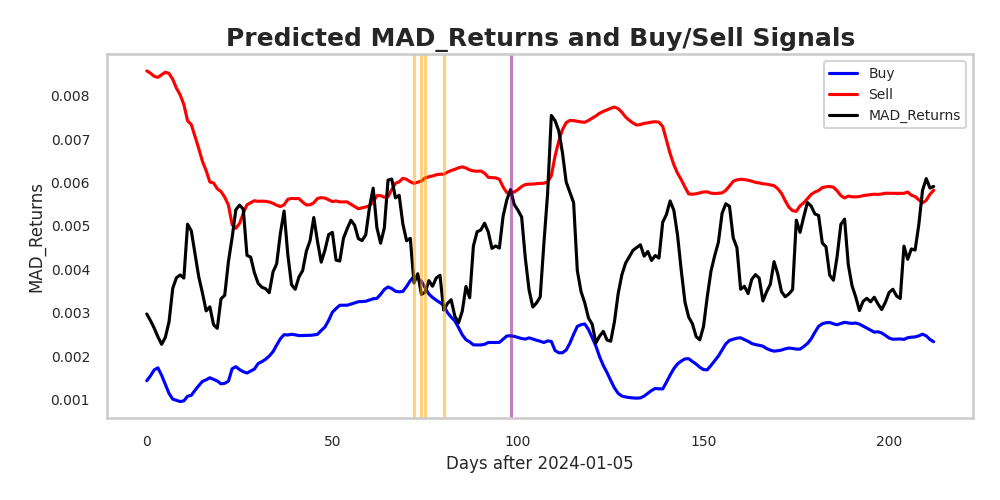 Predicted MAD_Returns and Buy/Sell Signals
Buy
Sell
MAD_Returns
0.008
0.007
0.006
0.005
0.004
0.003
0.002
0.001
MAD_Returns
0 50 100 150 200
Days after 2024-01-05